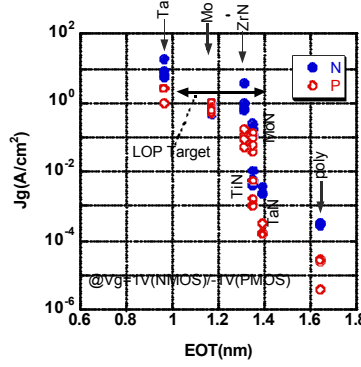 Ta
Mo
ZrN
N
P
LOP Target
MoN
TiN
TaN
poly
@Vg=1V(NMOS)/-1V(PMOS)
Jg(A/cm²)
10²
10⁰
10⁻²
10⁻⁴
10⁻⁶
0.6 0.8 1 1.2 1.4 1.6 1.8
EOT(nm)